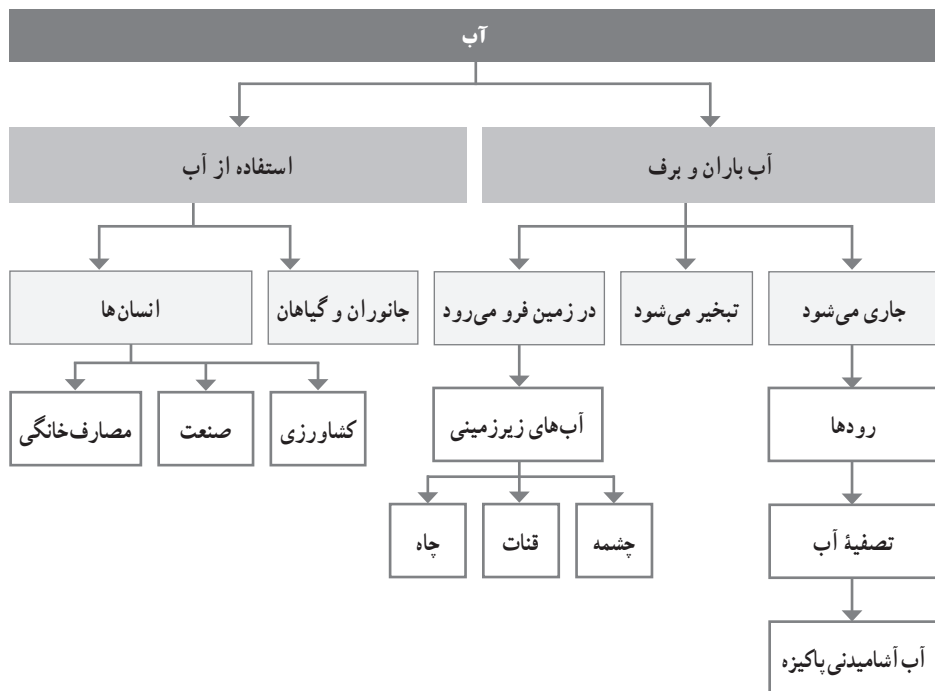 آب
آب باران و برف
استفاده از آب
جاری می‌شود
تبخیر می‌شود
در زمین فرو می‌رود
جانوران و گیاهان
انسان‌ها
رودها
آب‌های زیرزمینی
کشاورزی
صنعت
مصارف خانگی
تصفیهٔ آب
چشمه
قنات
چاه
آب آشامیدنی پاکیزه